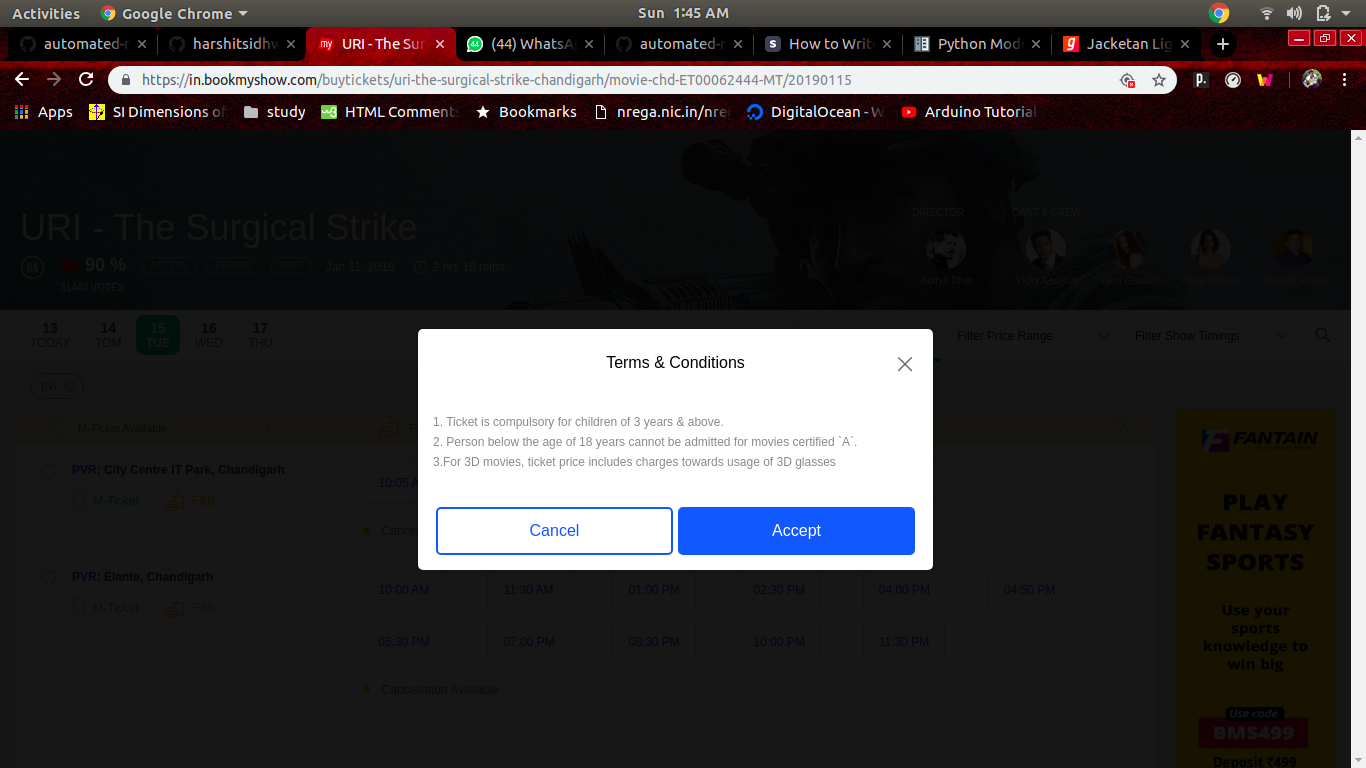 Activities
Google Chrome
Sun 1:45 AM
automated-r
harshitsidhw
my
URI - The Sur
44
(44) WhatsAp
automated-r
S
How to Write
Python Mod
g
Jacketan Lig
https://in.bookmyshow.com/buytickets/uri-the-surgical-strike-chandigarh/movie-chd-ET00062444-MT/20190115
p.
Apps
SI Dimensions of
study
HTML Comment
Bookmarks
nrega.nic.in/nre
DigitalOcean - W
Arduino Tutorial
URI - The Surgical Strike
DIRECTOR
CAST & CREW
UA
90 %
ACTION
DRAMA
WAR
Jan 11, 2019
2 hrs 18 mins
31440 VOTES
Aditya Dhar
Vicky Kaushal
13
TODAY
14
TOM
15
TUE
16
WED
17
THU
Filter Price Range
Filter Show Timings
pvr
M-Ticket Available
PVR: City Centre IT Park, Chandigarh
M-Ticket
F&B
10:05 A
Cancel
PVR: Elante, Chandigarh
M-Ticket
F&B
10:00 AM
11:30 AM
01:00 PM
02:30 PM
04:00 PM
04:50 PM
05:30 PM
07:00 PM
08:30 PM
10:00 PM
11:30 PM
Cancellation Available
Terms & Conditions
1. Ticket is compulsory for children of 3 years & above.
2. Person below the age of 18 years cannot be admitted for movies certified `A`.
3.For 3D movies, ticket price includes charges towards usage of 3D glasses
Cancel
Accept
FANTAIN
PLAY
FANTASY
SPORTS
Use your
sports
knowledge to
win big
Use code
BMS499
Deposit ₹499